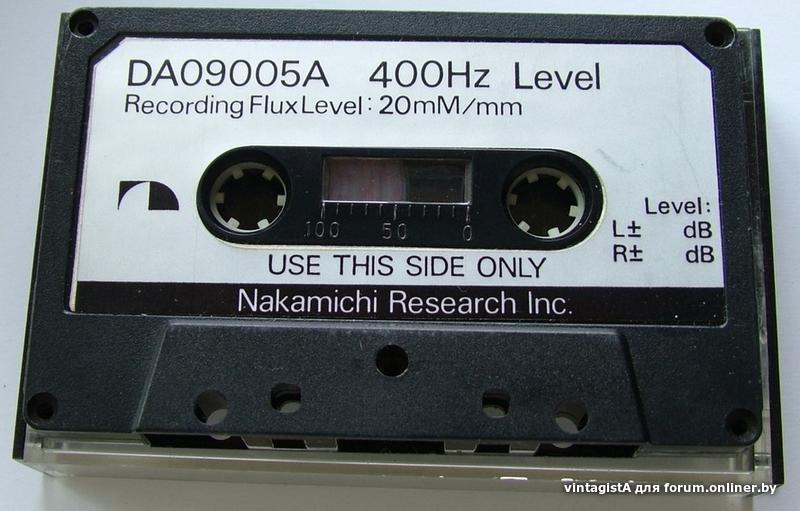 DA09005A 400Hz Level
Recording Flux Level: 20mM/mm
100 50 0
Level:
L± dB
R± dB
USE THIS SIDE ONLY
Nakamichi Research Inc.
vintagistA для forum.onliner.by